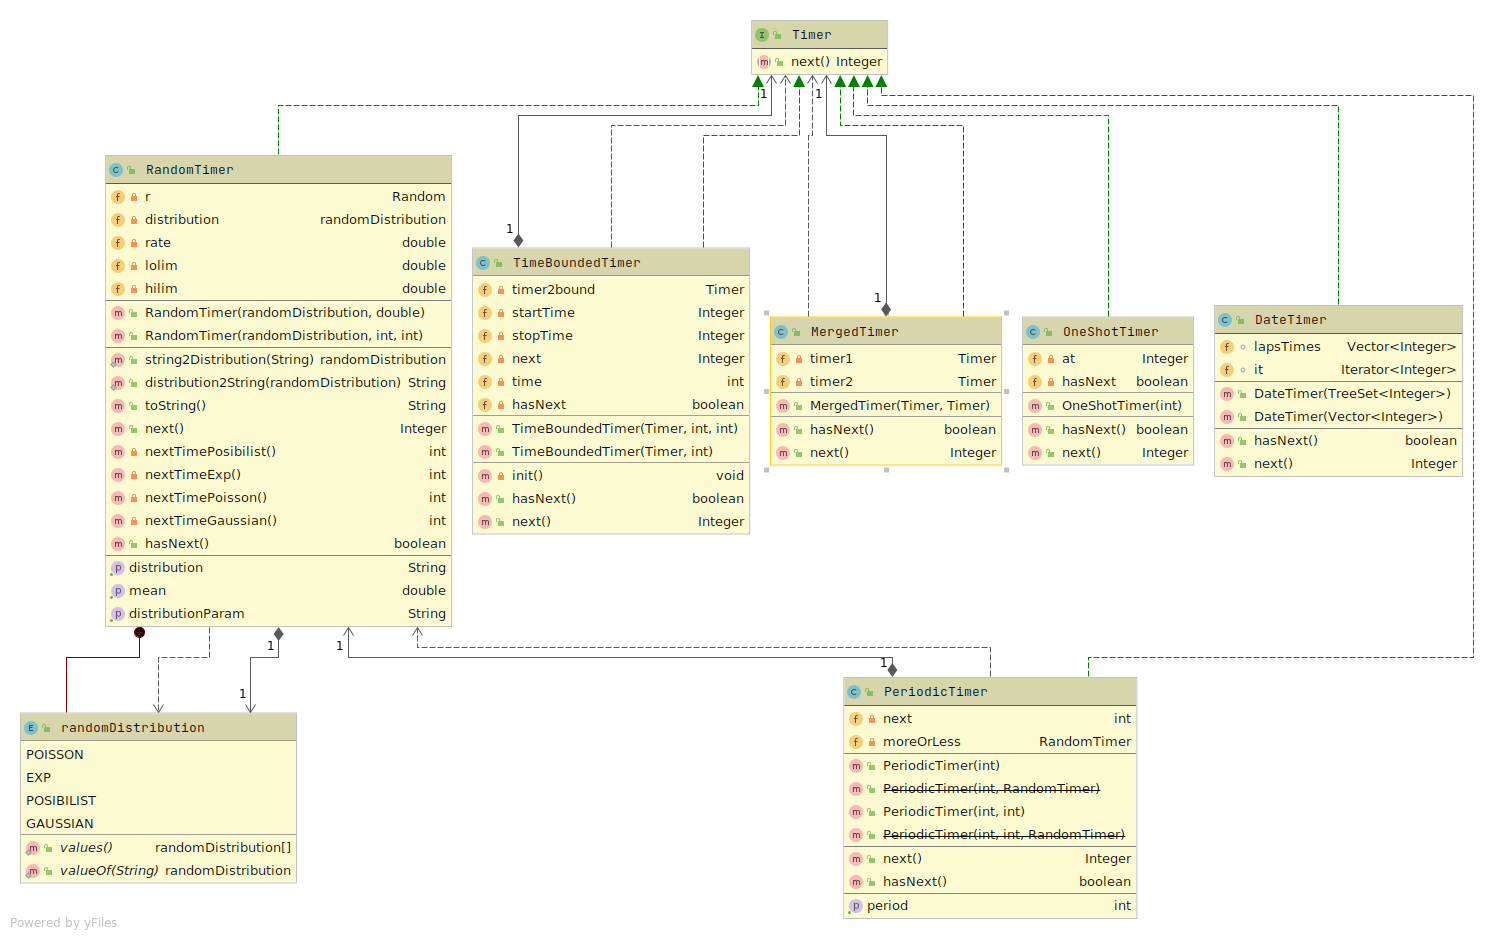 Timer
next() Integer
1
1
RandomTimer
r Random
distribution randomDistribution
rate double
lolim double
hilim double
RandomTimer(randomDistribution, double)
RandomTimer(randomDistribution, int, int)
string2Distribution(String) randomDistribution
distribution2String(randomDistribution) String
toString() String
next() Integer
nextTimePosibilist() int
nextTimeExp() int
nextTimePoisson() int
nextTimeGaussian() int
hasNext() boolean
distribution String
mean double
distributionParam String
1
TimeBoundedTimer
timer2bound Timer
startTime Integer
stopTime Integer
next Integer
time int
hasNext boolean
TimeBoundedTimer(Timer, int, int)
TimeBoundedTimer(Timer, int)
init() void
hasNext() boolean
next() Integer
1
MergedTimer
timer1 Timer
timer2 Timer
MergedTimer(Timer, Timer)
hasNext() boolean
next() Integer
OneShotTimer
at Integer
hasNext boolean
OneShotTimer(int)
hasNext() boolean
next() Integer
DateTimer
lapsTimes Vector<Integer>
it Iterator<Integer>
DateTimer(TreeSet<Integer>)
DateTimer(Vector<Integer>)
hasNext() boolean
next() Integer
1
1
1
1
randomDistribution
POISSON
EXP
POSIBILIST
GAUSSIAN
values() randomDistribution[]
valueOf(String) randomDistribution
PeriodicTimer
next int
moreOrLess RandomTimer
PeriodicTimer(int)
PeriodicTimer(int, RandomTimer)
PeriodicTimer(int, int)
PeriodicTimer(int, int, RandomTimer)
next() Integer
hasNext() boolean
period int
Powered by yFiles